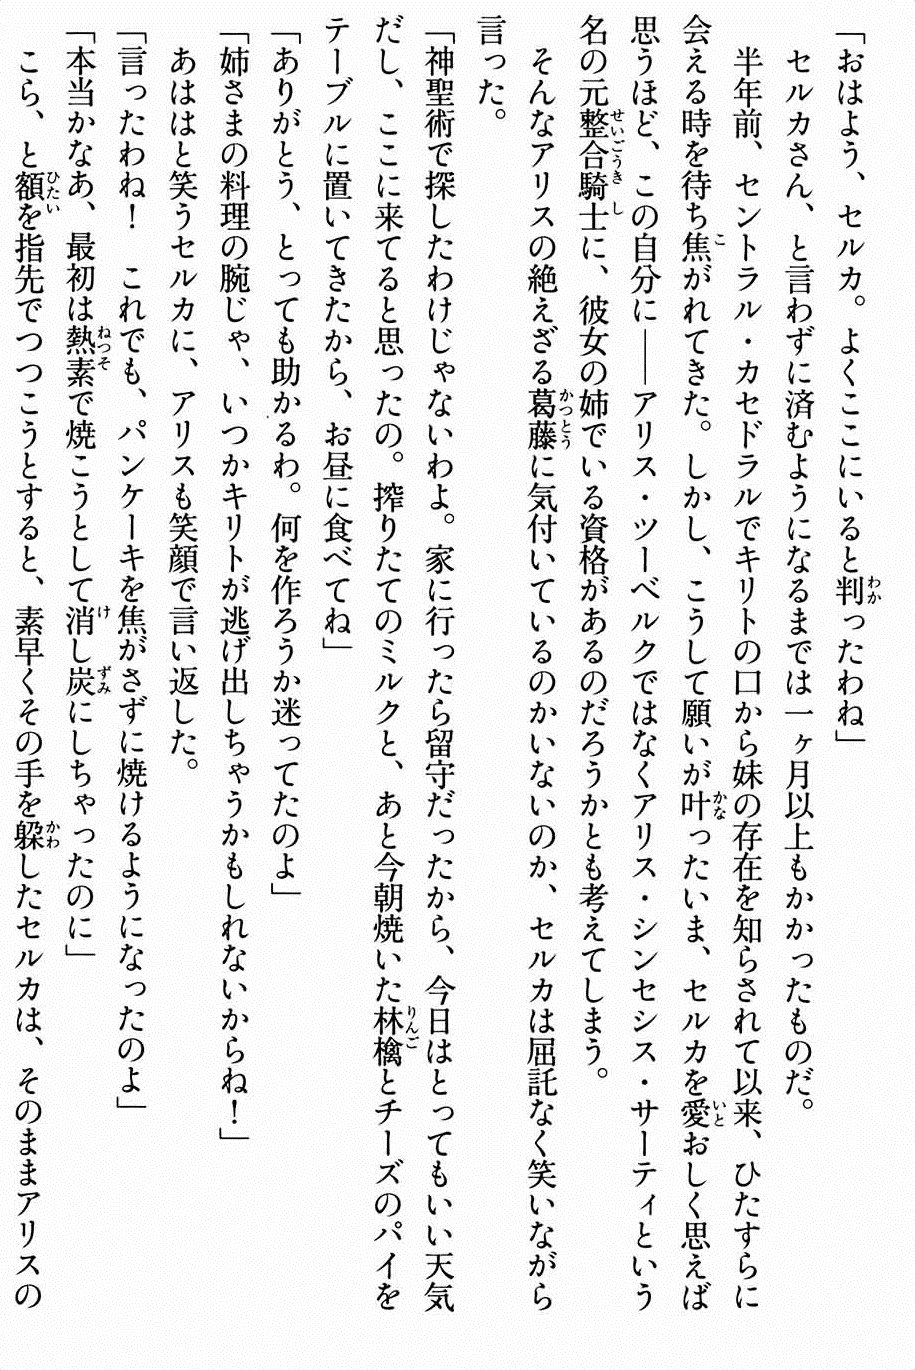 「おはよう、セルカ。よくここにいると判ったわね」
セルカさん、と言わずに済むようになるまでは一ヶ月以上もかかったものだ。
半年前、セントラル・カセドラルでキリトの口から妹の存在を知らされて以来、ひたすらに
会える時を待ち焦がれてきた。しかし、こうして願いが叶ったいま、セルカを愛おしく思えば
思うほど、この自分に――アリス・ツーベルクではなくアリス・シンセシス・サーティという
名の元整合騎士に、彼女の姉でいる資格があるのだろうかとも考えてしまう。
そんなアリスの絶えざる葛藤に気付いているのかいないのか、セルカは屈託なく笑いながら
言った。
「神聖術で探したわけじゃないわよ。家に行ったら留守だったから、今日はとってもいい天気
だし、ここに来てると思ったの。搾りたてのミルクと、あと今朝焼いた林檎とチーズのパイを
テーブルに置いてきたから、お昼に食べてね」
「ありがとう、とっても助かるわ。何を作ろうか迷ってたのよ」
「姉さまの料理の腕じゃ、いつかキリトが逃げ出しちゃうかもしれないからね！」
あははと笑うセルカに、アリスも笑顔で言い返した。
「言ったわね！　これでも、パンケーキを焦がさずに焼けるようになったのよ」
「本当かなあ、最初は熱素で焼こうとして消し炭にしちゃったのに」
こら、と額を指先でつつこうとすると、素早くその手を躱したセルカは、そのままアリスの